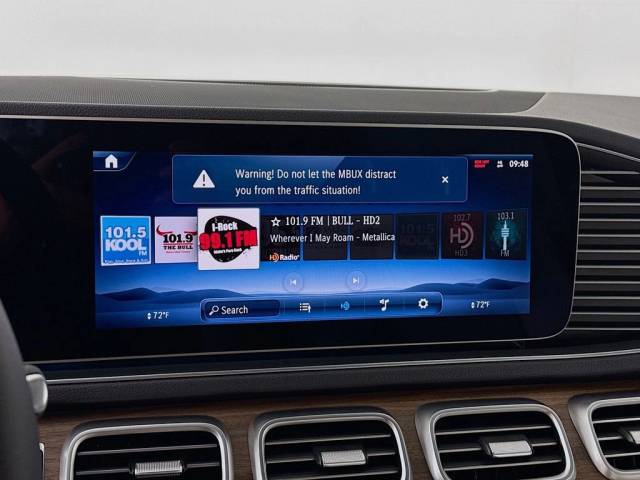 Warning! Do not let the MBUX distract
you from the traffic situation!
×
09:48
101.5
KOOL
FM
101.9
THE BULL
I-Rock
99.1 FM
☆ 101.9 FM | BULL - HD2
Wherever I May Roam - Metallica
HD Radio
102.7
HD
HD3
103.1
FM
72°F
Search
72°F